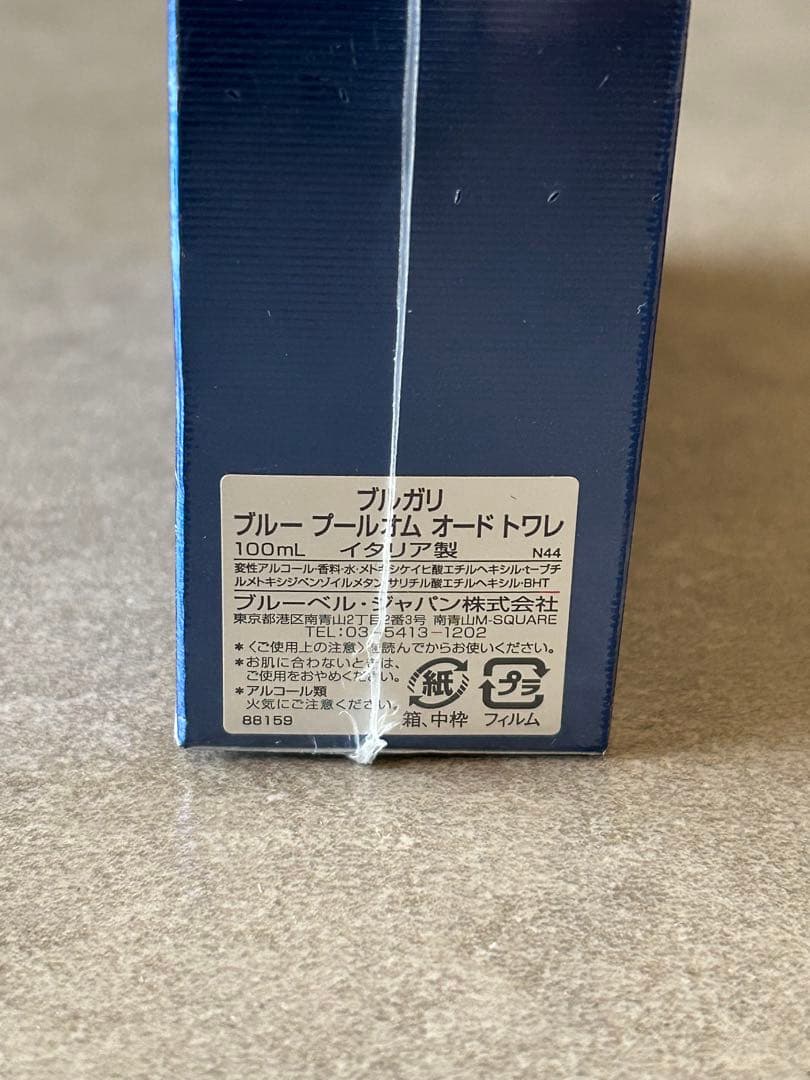 ブルガリ
ブルー プールオム オード トワレ
100mL イタリア製 N44
変性アルコール・香料・水・メトキシケイヒ酸エチルヘキシル・t-ブチ
ルメトキシジベンゾイルメタン・サリチル酸エチルヘキシル・BHT
ブルーベル・ジャパン株式会社
東京都港区南青山2丁目2番3号 南青山M-SQUARE
TEL:03-5413-1202
*〈ご使用上の注意〉を読んでからお使いください。
*お肌に合わないときは、
ご使用をおやめください。
*アルコール類
火気にご注意ください。
88159
紙
箱、中枠
プラ
フィルム